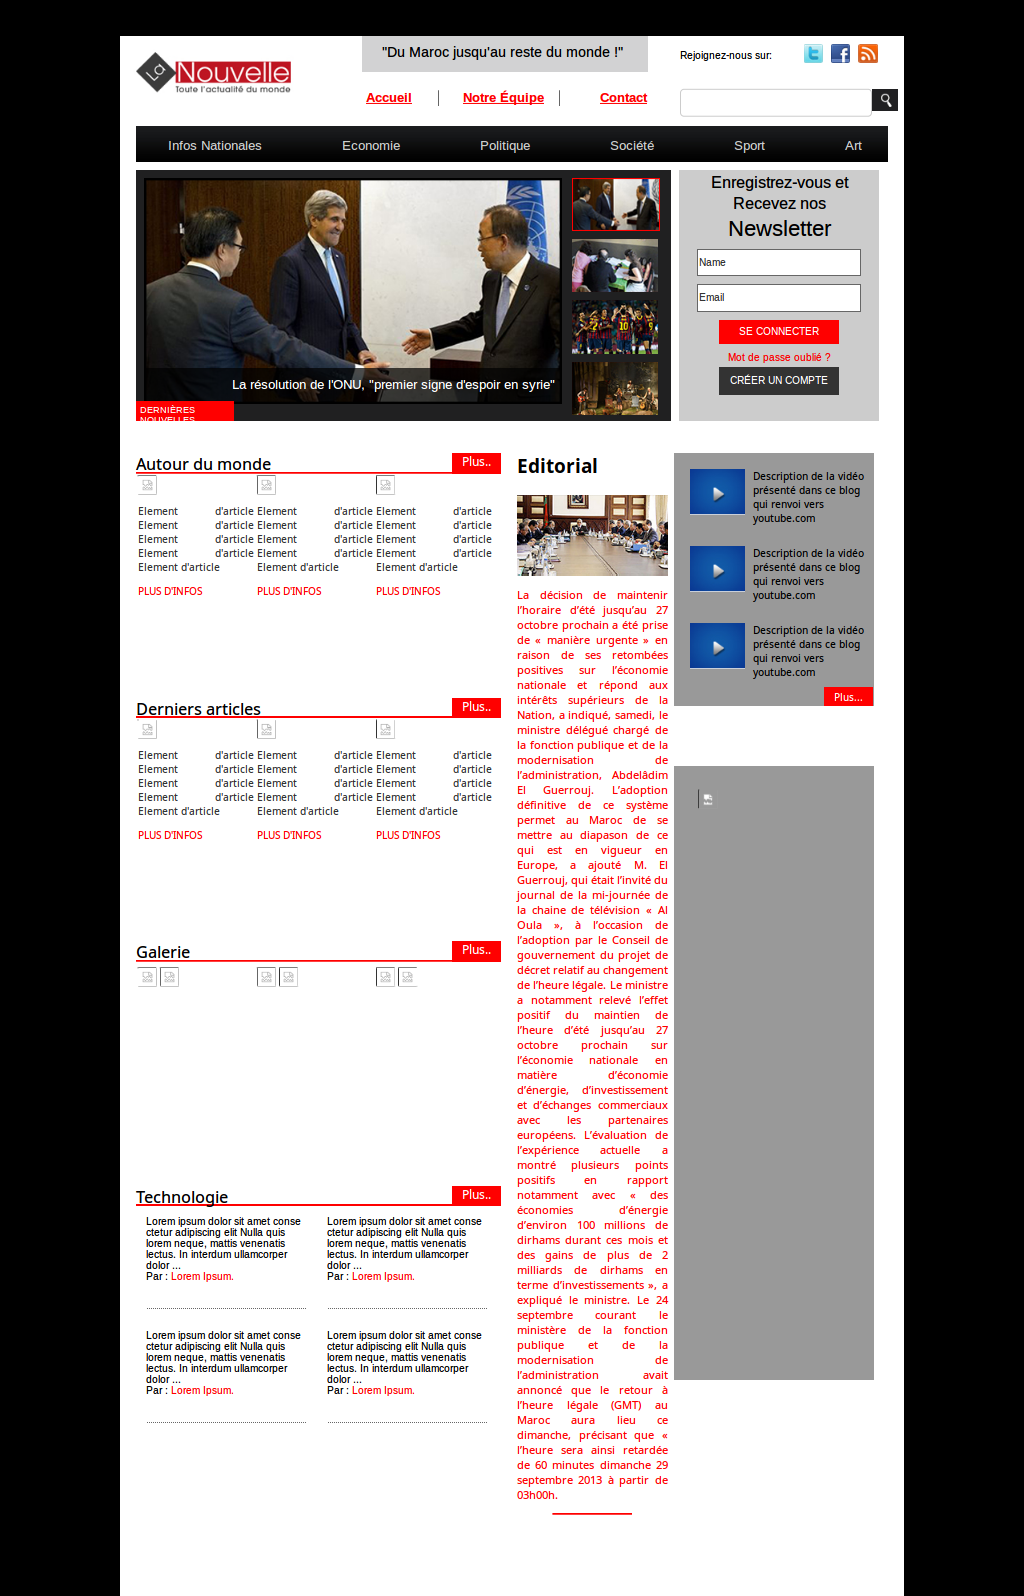 "Du Maroc jusqu'au reste du monde !"
Rejoignez-nous sur:
La Nouvelle
Toute l'actualité du monde
Accueil
Notre Équipe
Contact
Infos Nationales
Economie
Politique
Société
Sport
Art
La résolution de l'ONU, "premier signe d'espoir en syrie"
DERNIÈRES
NOUVELLES
Enregistrez-vous et
Recevez nos
Newsletter
Name
Email
SE CONNECTER
Mot de passe oublié ?
CRÉER UN COMPTE
Autour du monde
Plus..
Element d'article Element d'article Element d'article
Element d'article Element d'article Element d'article
Element d'article Element d'article Element d'article
Element d'article Element d'article Element d'article
Element d'article Element d'article Element d'article
PLUS D'INFOS PLUS D'INFOS PLUS D'INFOS
Derniers articles
Plus..
Element d'article Element d'article Element d'article
Element d'article Element d'article Element d'article
Element d'article Element d'article Element d'article
Element d'article Element d'article Element d'article
Element d'article Element d'article Element d'article
PLUS D'INFOS PLUS D'INFOS PLUS D'INFOS
Galerie
Plus..
Technologie
Plus..
Lorem ipsum dolor sit amet conse
ctetur adipiscing elit Nulla quis
lorem neque, mattis venenatis
lectus. In interdum ullamcorper
dolor ...
Par : Lorem Ipsum.
Lorem ipsum dolor sit amet conse
ctetur adipiscing elit Nulla quis
lorem neque, mattis venenatis
lectus. In interdum ullamcorper
dolor ...
Par : Lorem Ipsum.
Lorem ipsum dolor sit amet conse
ctetur adipiscing elit Nulla quis
lorem neque, mattis venenatis
lectus. In interdum ullamcorper
dolor ...
Par : Lorem Ipsum.
Lorem ipsum dolor sit amet conse
ctetur adipiscing elit Nulla quis
lorem neque, mattis venenatis
lectus. In interdum ullamcorper
dolor ...
Par : Lorem Ipsum.
Editorial
La décision de maintenir
l'horaire d'été jusqu'au 27
octobre prochain a été prise
de « manière urgente » en
raison de ses retombées
positives sur l'économie
nationale et répond aux
intérêts supérieurs de la
Nation, a indiqué, samedi, le
ministre délégué chargé de
la fonction publique et de la
modernisation de
l'administration, Abdelâdim
El Guerrouj. L'adoption
définitive de ce système
permet au Maroc de se
mettre au diapason de ce
qui est en vigueur en
Europe, a ajouté M. El
Guerrouj, qui était l'invité du
journal de la mi-journée de
la chaine de télévision « Al
Oula », à l'occasion de
l'adoption par le Conseil de
gouvernement du projet de
décret relatif au changement
de l'heure légale. Le ministre
a notamment relevé l'effet
positif du maintien de
l'heure d'été jusqu'au 27
octobre prochain sur
l'économie nationale en
matière d'économie
d'énergie, d'investissement
et d'échanges commerciaux
avec les partenaires
européens. L'évaluation de
l'expérience actuelle a
montré plusieurs points
positifs en rapport
notamment avec « des
économies d'énergie
d'environ 100 millions de
dirhams durant ces mois et
des gains de plus de 2
milliards de dirhams en
terme d'investissements », a
expliqué le ministre. Le 24
septembre courant le
ministère de la fonction
publique et de la
modernisation de
l'administration avait
annoncé que le retour à
l'heure légale (GMT) au
Maroc aura lieu ce
dimanche, précisant que «
l'heure sera ainsi retardée
de 60 minutes dimanche 29
septembre 2013 à partir de
03h00h.
Description de la vidéo
présenté dans ce blog
qui renvoi vers
youtube.com
Description de la vidéo
présenté dans ce blog
qui renvoi vers
youtube.com
Description de la vidéo
présenté dans ce blog
qui renvoi vers
youtube.com
Plus...